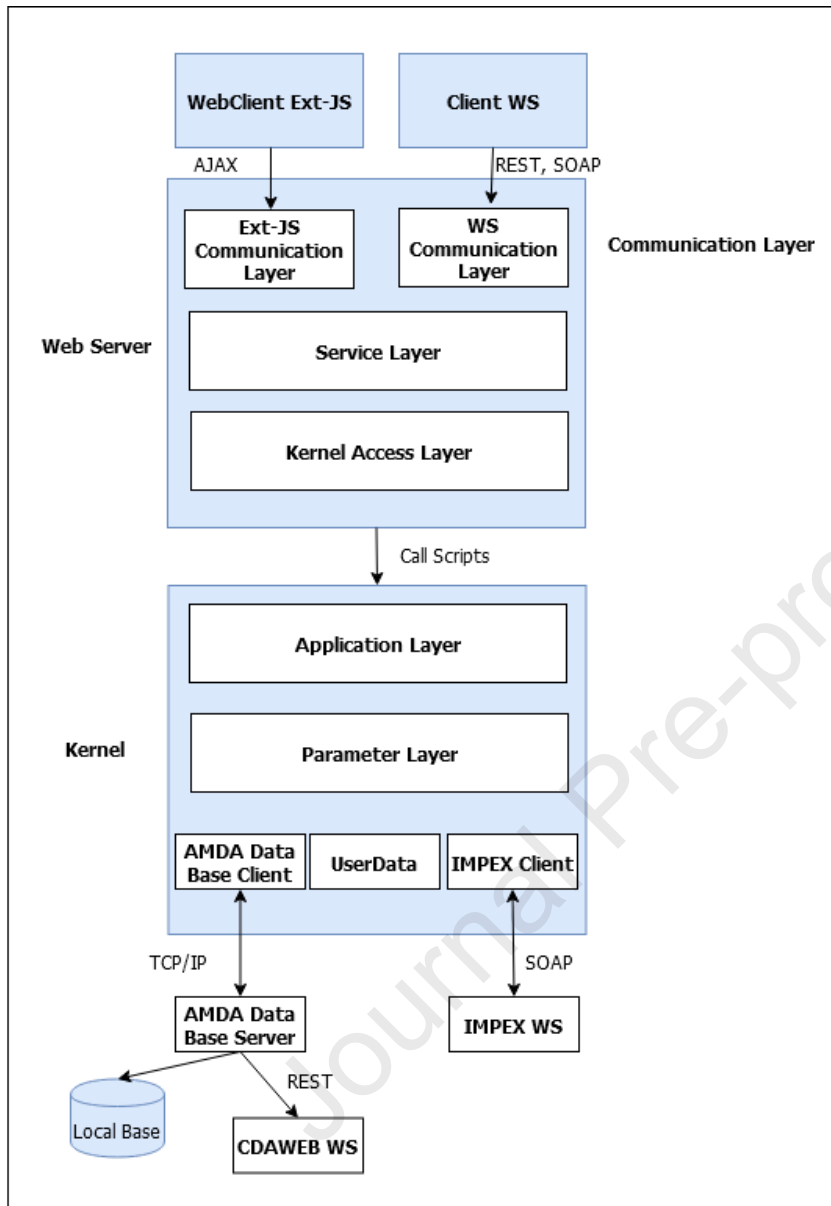 WebClient Ext-JS
Client WS
AJAX
REST, SOAP
Ext-JS
Communication
Layer
WS
Communication
Layer
Communication Layer
Web Server
Service Layer
Kernel Access Layer
Call Scripts
Application Layer
Kernel
Parameter Layer
AMDA Data
Base Client
UserData
IMPEX Client
TCP/IP
SOAP
AMDA Data
Base Server
IMPEX WS
REST
Local Base
CDAWEB WS
Journal Pre-pro